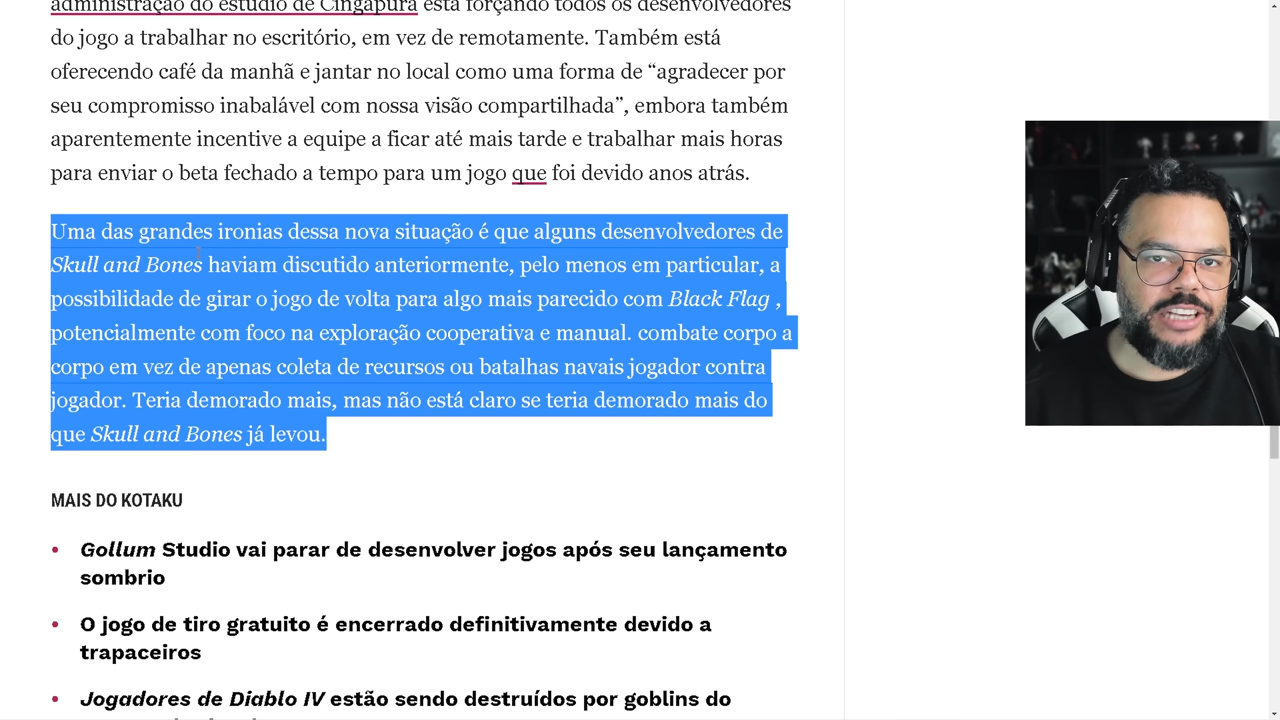 administração do estúdio de Cingapura está forçando todos os desenvolvedores
do jogo a trabalhar no escritório, em vez de remotamente. Também está
oferecendo café da manhã e jantar no local como uma forma de “agradecer por
seu compromisso inabalável com nossa visão compartilhada”, embora também
aparentemente incentive a equipe a ficar até mais tarde e trabalhar mais horas
para enviar o beta fechado a tempo para um jogo que foi devido anos atrás.
Uma das grandes ironias dessa nova situação é que alguns desenvolvedores de
Skull and Bones haviam discutido anteriormente, pelo menos em particular, a
possibilidade de girar o jogo de volta para algo mais parecido com Black Flag ,
potencialmente com foco na exploração cooperativa e manual. combate corpo a
corpo em vez de apenas coleta de recursos ou batalhas navais jogador contra
jogador. Teria demorado mais, mas não está claro se teria demorado mais do
que Skull and Bones já levou.
MAIS DO KOTAKU
• Gollum Studio vai parar de desenvolver jogos após seu lançamento
sombrio
• O jogo de tiro gratuito é encerrado definitivamente devido a
trapaceiros
• Jogadores de Diablo IV estão sendo destruídos por goblins do